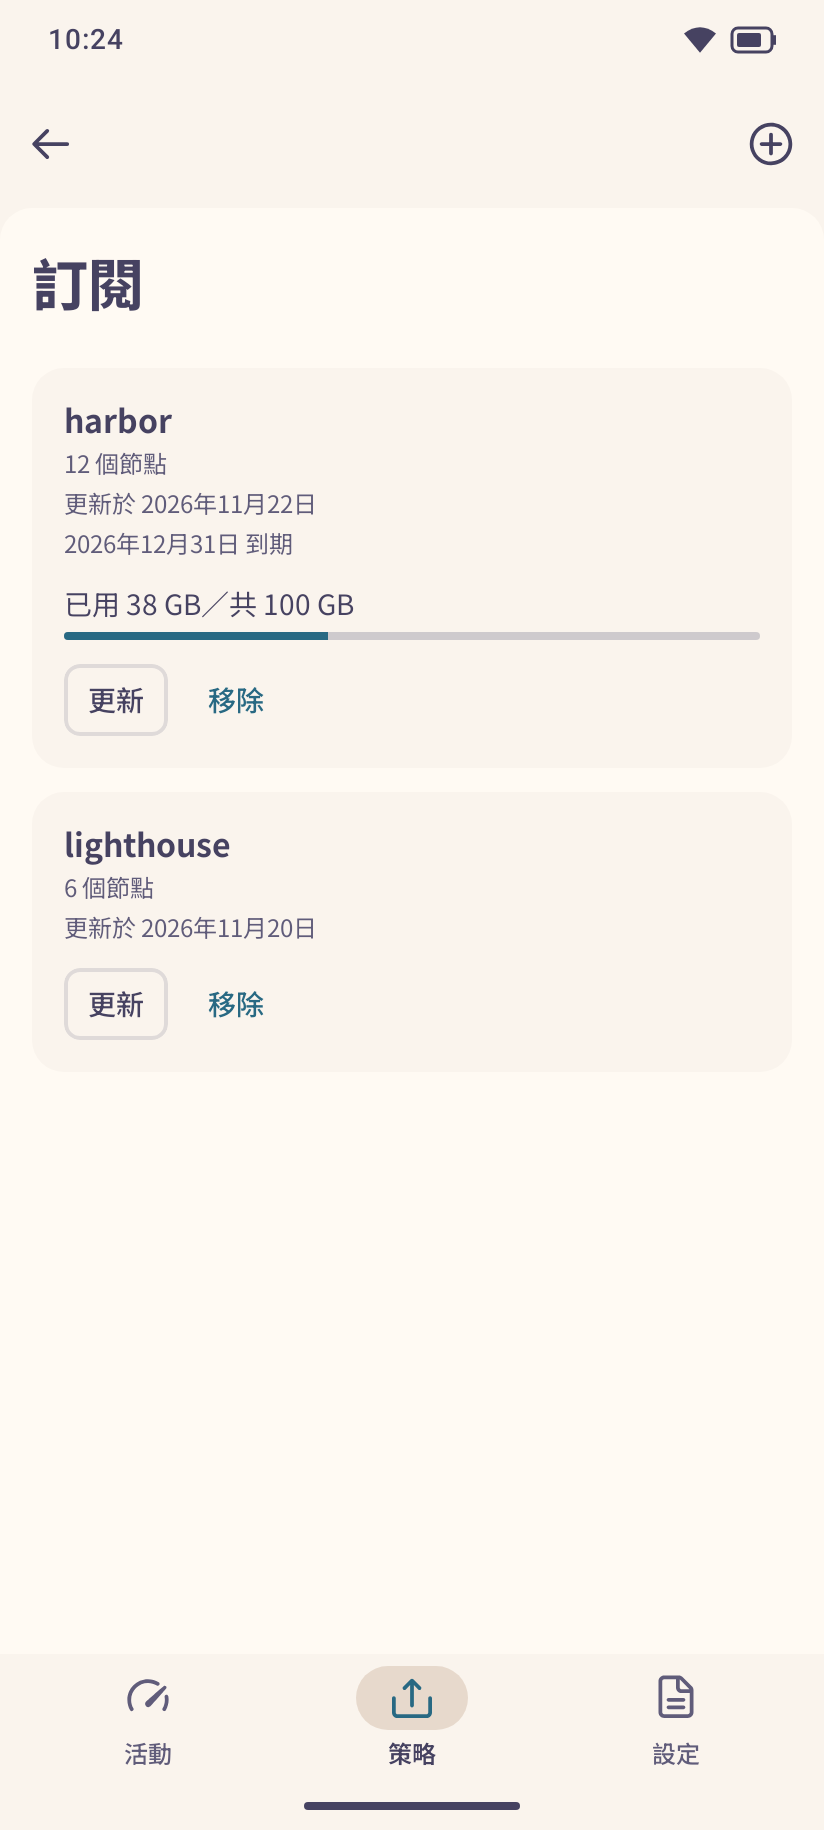 10:24
訂閱
harbor
12 個節點
更新於 2026年11月22日
2026年12月31日 到期
已用 38 GB／共 100 GB
更新
移除
lighthouse
6 個節點
更新於 2026年11月20日
更新
移除
活動
策略
設定